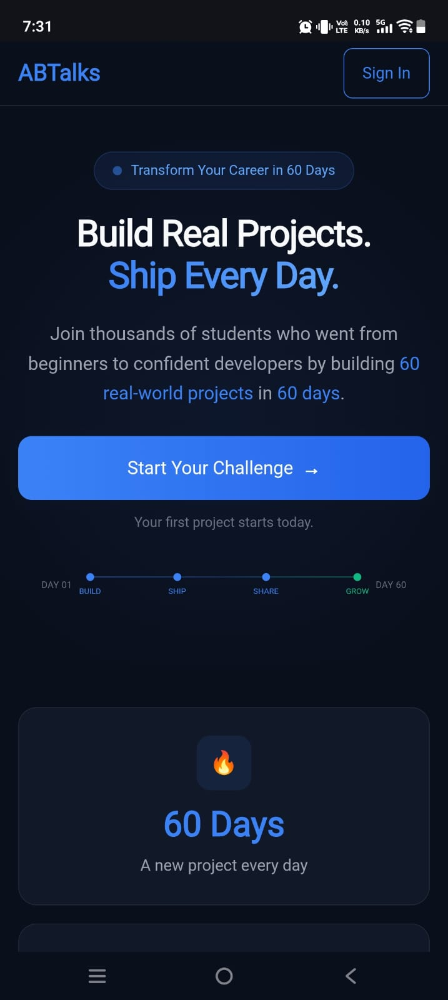 7:31
Vo)) LTE
0.10 KB/s
5G
ABTalks
Sign In
Transform Your Career in 60 Days
Build Real Projects.
Ship Every Day.
Join thousands of students who went from
beginners to confident developers by building 60
real-world projects in 60 days.
Start Your Challenge →
Your first project starts today.
DAY 01
BUILD
SHIP
SHARE
GROW
DAY 60
60 Days
A new project every day